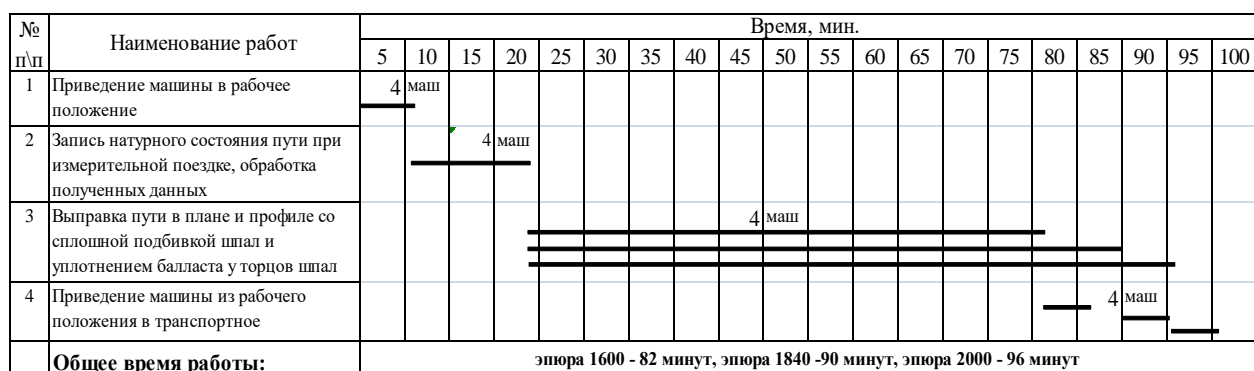 № п\п
Наименование работ
Время, мин.
5 10 15 20 25 30 35 40 45 50 55 60 65 70 75 80 85 90 95 100
1 Приведение машины в рабочее
положение
4 маш
2 Запись натурного состояния пути при
измерительной поездке, обработка
полученных данных
4 маш
3 Выправка пути в плане и профиле со
сплошной подбивкой шпал и
уплотнением балласта у торцов шпал
4 маш
4 Приведение машины из рабочего
положения в транспортное
4 маш
Общее время работы:
эпюра 1600 - 82 минут, эпюра 1840 -90 минут, эпюра 2000 - 96 минут